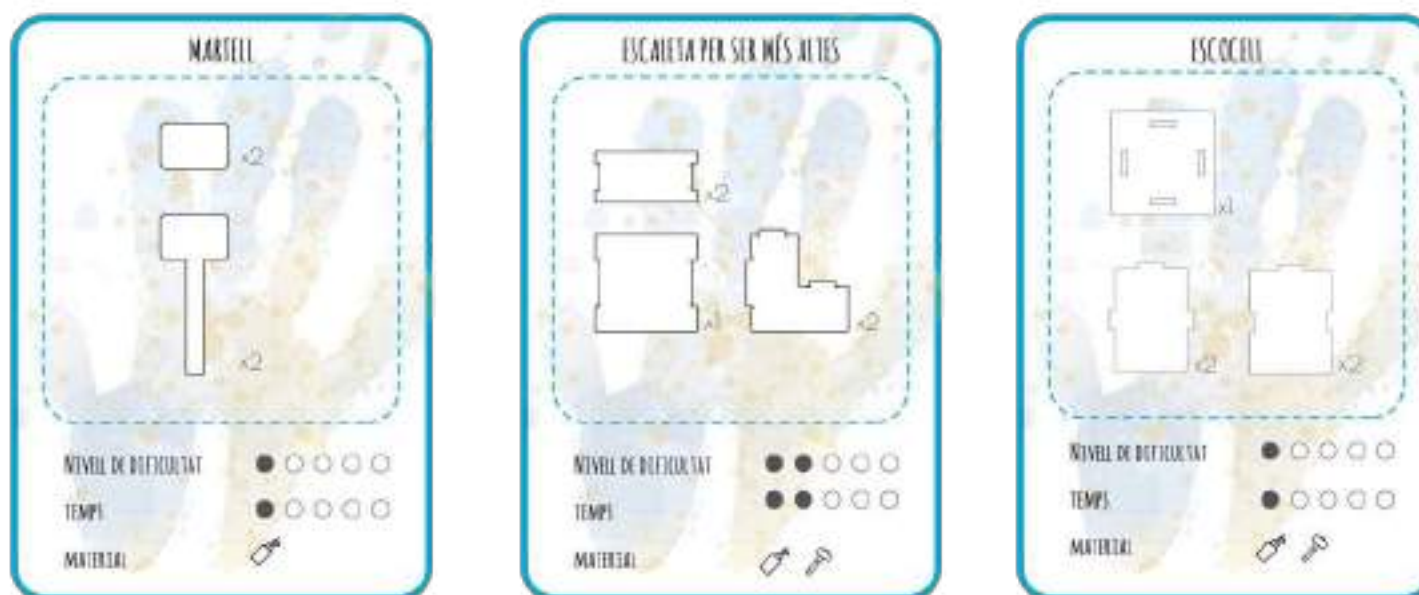 MARTELL
x2
x2
NIVELL DE DIFICULTAT
TEMPS
MATERIAL
ESCALETA PER SER MÉS ALTES
x2
x1
x2
NIVELL DE DIFICULTAT
TEMPS
MATERIAL
ESCOCELL
x1
x2
x2
NIVELL DE DIFICULTAT
TEMPS
MATERIAL